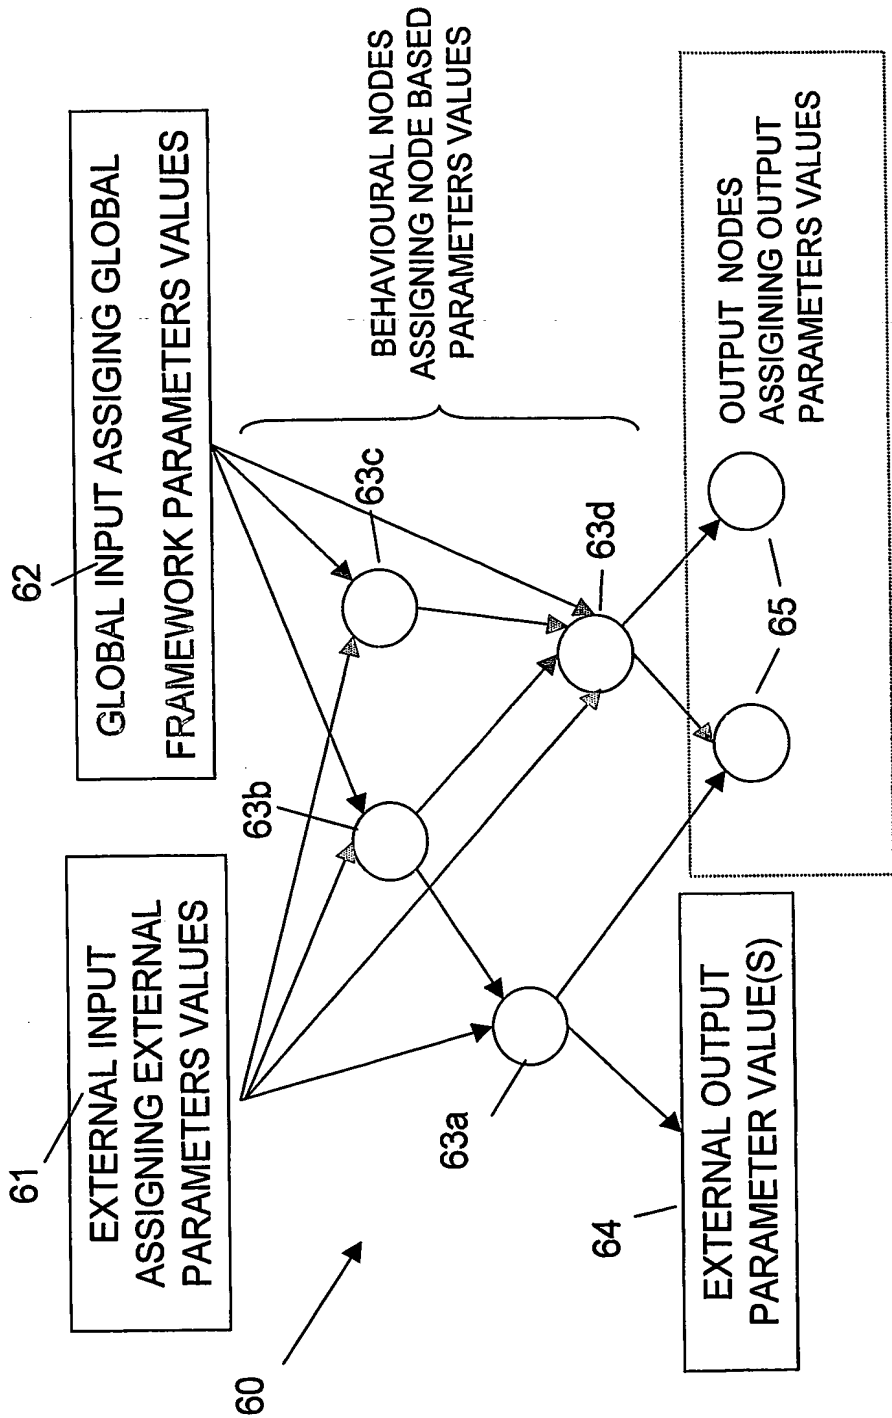 61
EXTERNAL INPUT
ASSIGNING EXTERNAL
PARAMETERS VALUES
62
GLOBAL INPUT ASSIGING GLOBAL
FRAMEWORK PARAMETERS VALUES
60
63b
63c
BEHAVIOURAL NODES
ASSIGNING NODE BASED
PARAMETERS VALUES
63a
63d
64
EXTERNAL OUTPUT
PARAMETER VALUE(S)
65
OUTPUT NODES
ASSIGINING OUTPUT
PARAMETERS VALUES